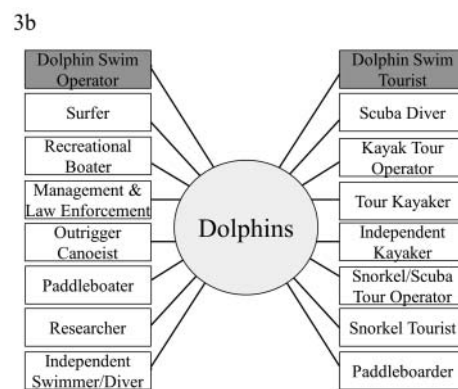 3b
Dolphin Swim
Operator
Surfer
Recreational
Boater
Management &
Law Enforcement
Outrigger
Canoeist
Paddleboater
Researcher
Independent
Swimmer/Diver
Dolphins
Dolphin Swim
Tourist
Scuba Diver
Kayak Tour
Operator
Tour Kayaker
Independent
Kayaker
Snorkel/Scuba
Tour Operator
Snorkel Tourist
Paddleboarder